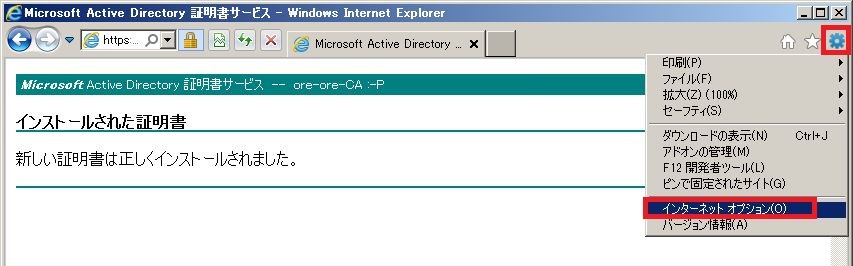 Microsoft Active Directory 証明書サービス - Windows Internet Explorer
https:...
Microsoft Active Directory ...
Microsoft Active Directory 証明書サービス -- ore-ore-CA :-P
インストールされた証明書
新しい証明書は正しくインストールされました。
印刷(P)
ファイル(F)
拡大(Z) (100%)
セーフティ(S)
ダウンロードの表示(N) Ctrl+J
アドオンの管理(M)
F12 開発者ツール(L)
ピンで固定されたサイト(G)
インターネット オプション(O)
バージョン情報(A)